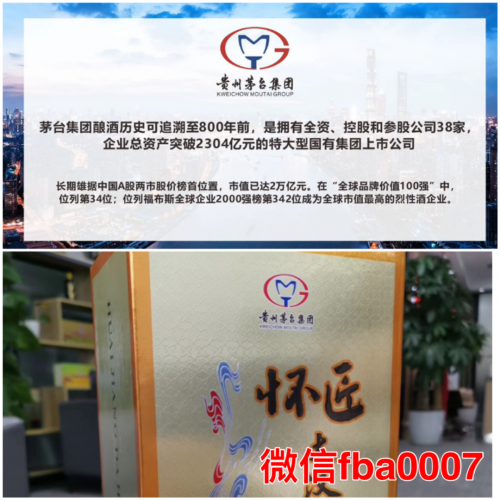 贵州茅台集团
KWEICHOW MOUTAI GROUP
茅台集团酿酒历史可追溯至800年前，是拥有全资、控股和参股公司38家，
企业总资产突破2304亿元的特大型国有集团上市公司
长期雄据中国A股两市股价榜首位置，市值已达2万亿元。在“全球品牌价值100强”中，
位列第34位；位列福布斯全球企业2000强榜第342位成为全球市值最高的烈性酒企业。
贵州茅台集团
KWEICHOW MOUTAI GROUP
怀匠
微信fba0007